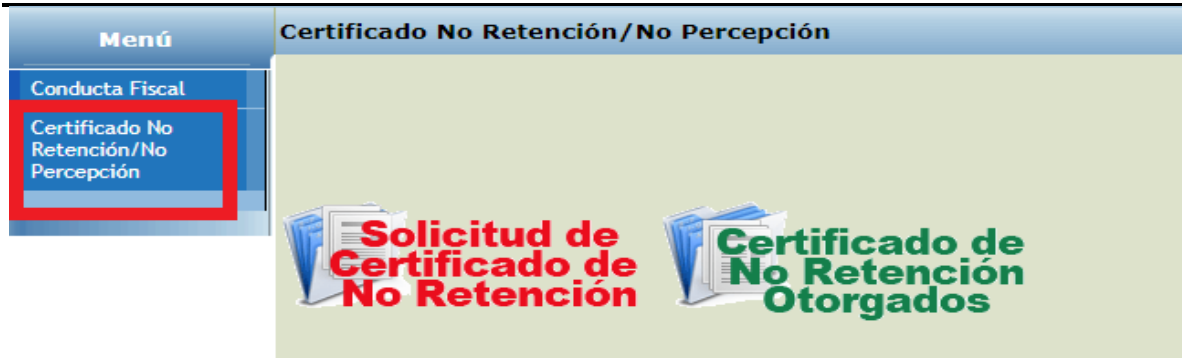 Menú
Certificado No Retención/No Percepción
Conducta Fiscal
Certificado No
Retención/No
Percepción
Solicitud de
Certificado de
No Retención
Certificado de
No Retención
Otorgados